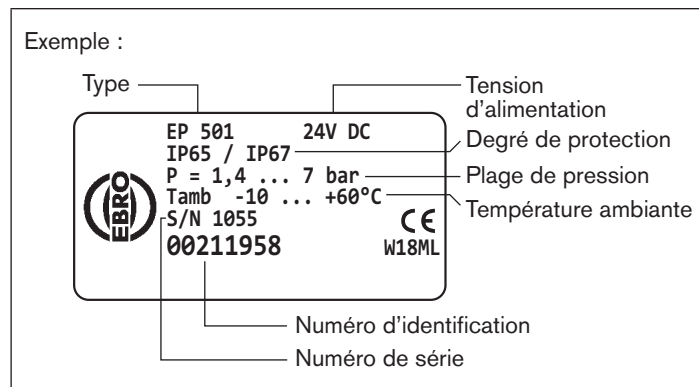 Exemple :
Type
Tension
d'alimentation
EP 501 24V DC
IP65 / IP67
Degré de protection
P = 1,4 ... 7 bar
Plage de pression
Tamb -10 ... +60°C
Température ambiante
EBRO
S/N 1055
CE
00211958
W18ML
Numéro d'identification
Numéro de série